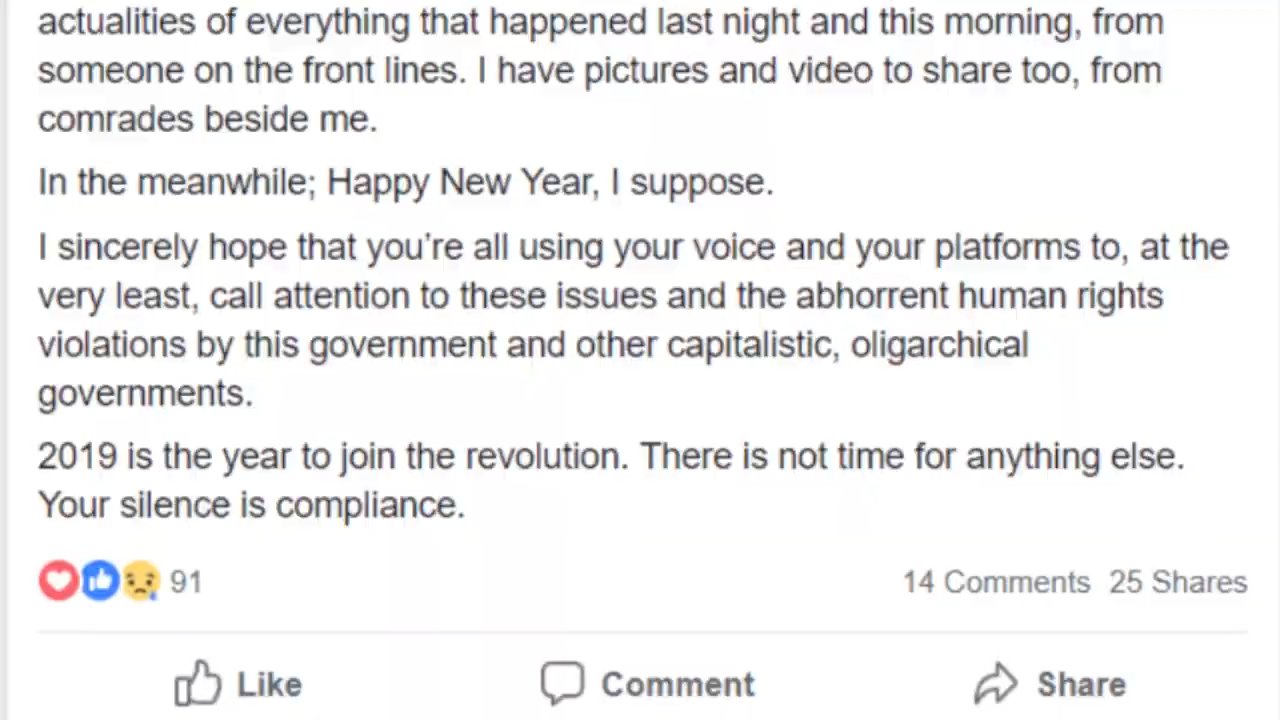 actualities of everything that happened last night and this morning, from
someone on the front lines. I have pictures and video to share too, from
comrades beside me.
In the meanwhile; Happy New Year, I suppose.
I sincerely hope that you're all using your voice and your platforms to, at the
very least, call attention to these issues and the abhorrent human rights
violations by this government and other capitalistic, oligarchical
governments.
2019 is the year to join the revolution. There is not time for anything else.
Your silence is compliance.
91 14 Comments 25 Shares
Like Comment Share